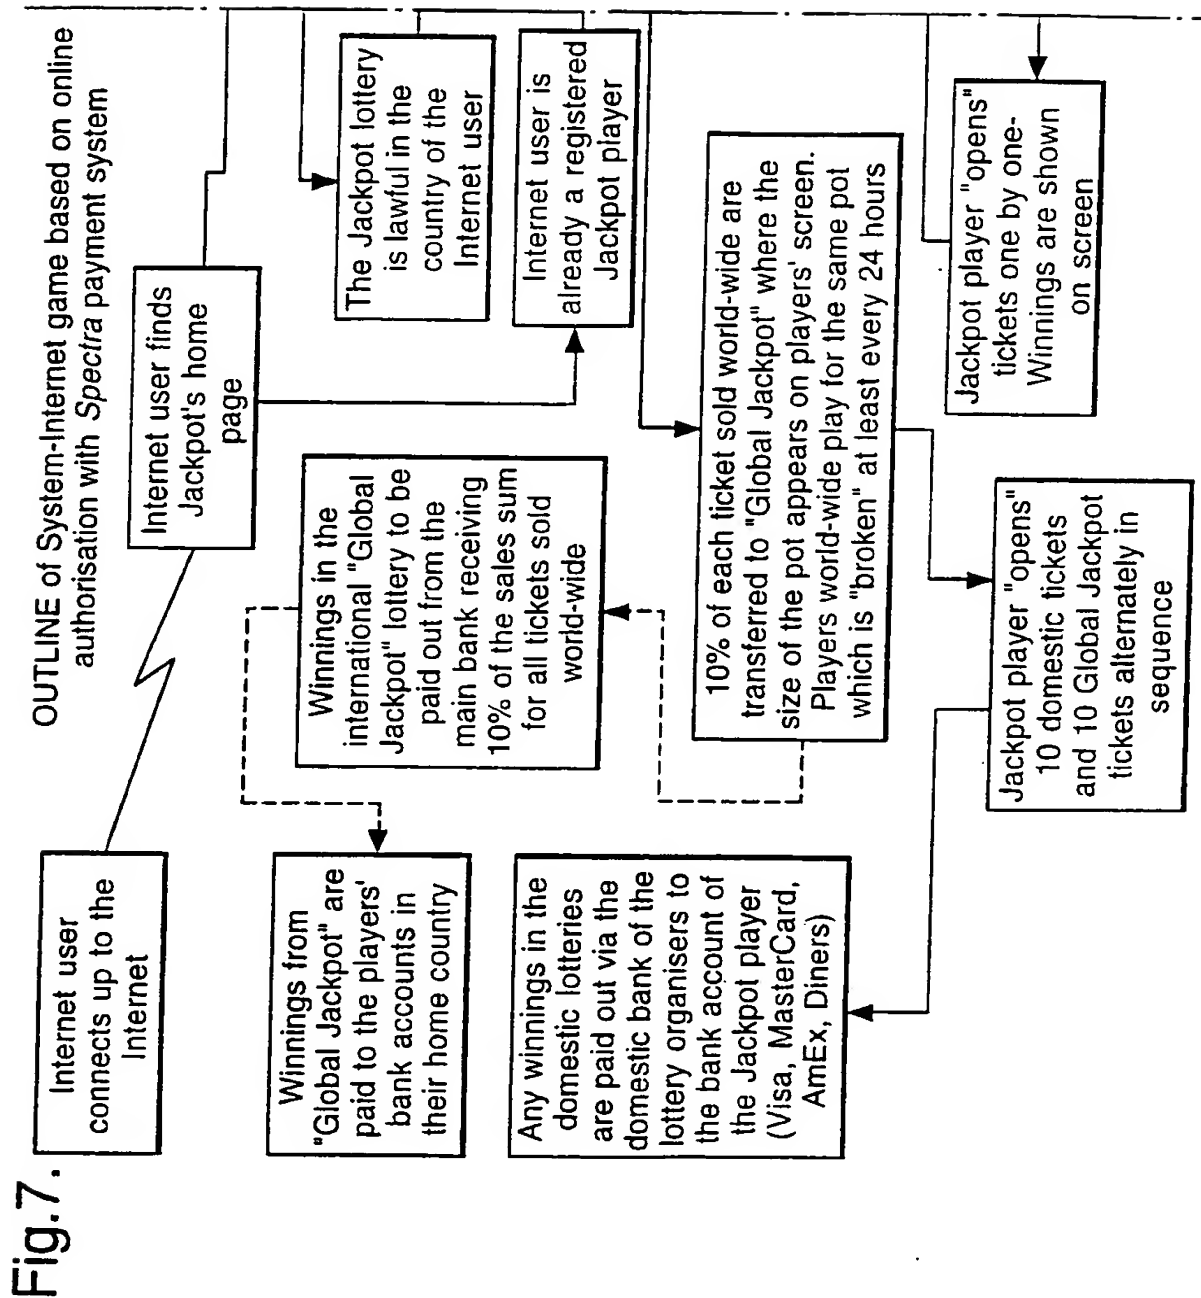 Fig.7.
OUTLINE of System-Internet game based on online
authorisation with Spectra payment system
Internet user
connects up to the
Internet
Internet user finds
Jackpot's home
page
Winnings from
"Global Jackpot" are
paid to the players'
bank accounts in
their home country
Winnings in the
international "Global
Jackpot" lottery to be
paid out from the
main bank receiving
10% of the sales sum
for all tickets sold
world-wide
The Jackpot lottery
is lawful in the
country of the
Internet user
Internet user is
already a registered
Jackpot player
Any winnings in the
domestic lotteries
are paid out via the
domestic bank of the
lottery organisers to
the bank account of
the Jackpot player
(Visa, MasterCard,
AmEx, Diners)
10% of each ticket sold world-wide are
transferred to "Global Jackpot" where the
size of the pot appears on players' screen.
Players world-wide play for the same pot
which is "broken" at least every 24 hours
Jackpot player "opens"
10 domestic tickets
and 10 Global Jackpot
tickets alternately in
sequence
Jackpot player "opens"
tickets one by one-
Winnings are shown
on screen